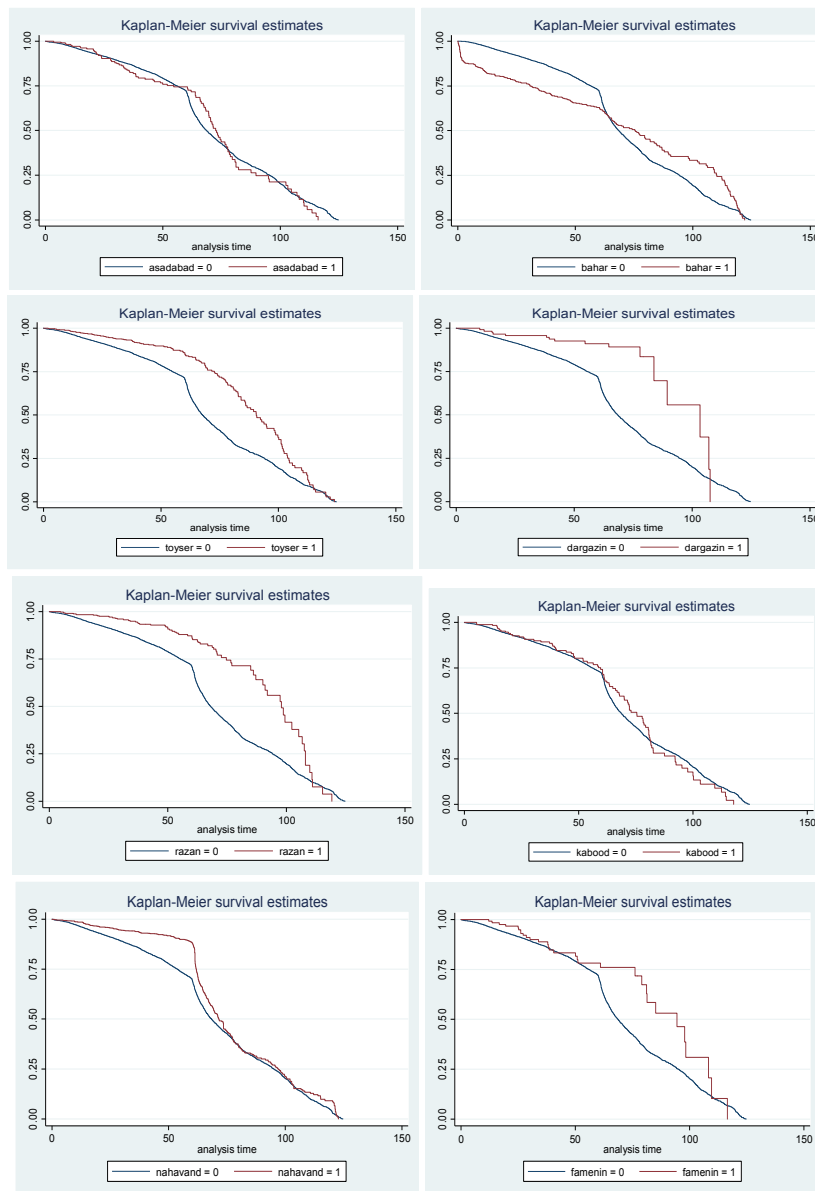 Kaplan-Meier survival estimates
1.00
0.75
0.50
0.25
0.00
0 50 100 150
analysis time
asadabad = 0 asadabad = 1
Kaplan-Meier survival estimates
1.00
0.75
0.50
0.25
0.00
0 50 100 150
analysis time
bahar = 0 bahar = 1
Kaplan-Meier survival estimates
1.00
0.75
0.50
0.25
0.00
0 50 100 150
analysis time
toyser = 0 toyser = 1
Kaplan-Meier survival estimates
1.00
0.75
0.50
0.25
0.00
0 50 100 150
analysis time
dargazin = 0 dargazin = 1
Kaplan-Meier survival estimates
1.00
0.75
0.50
0.25
0.00
0 50 100 150
analysis time
razan = 0 razan = 1
Kaplan-Meier survival estimates
1.00
0.75
0.50
0.25
0.00
0 50 100 150
analysis time
kabood = 0 kabood = 1
Kaplan-Meier survival estimates
1.00
0.75
0.50
0.25
0.00
0 50 100 150
analysis time
nahavand = 0 nahavand = 1
Kaplan-Meier survival estimates
1.00
0.75
0.50
0.25
0.00
0 50 100 150
analysis time
famenin = 0 famenin = 1